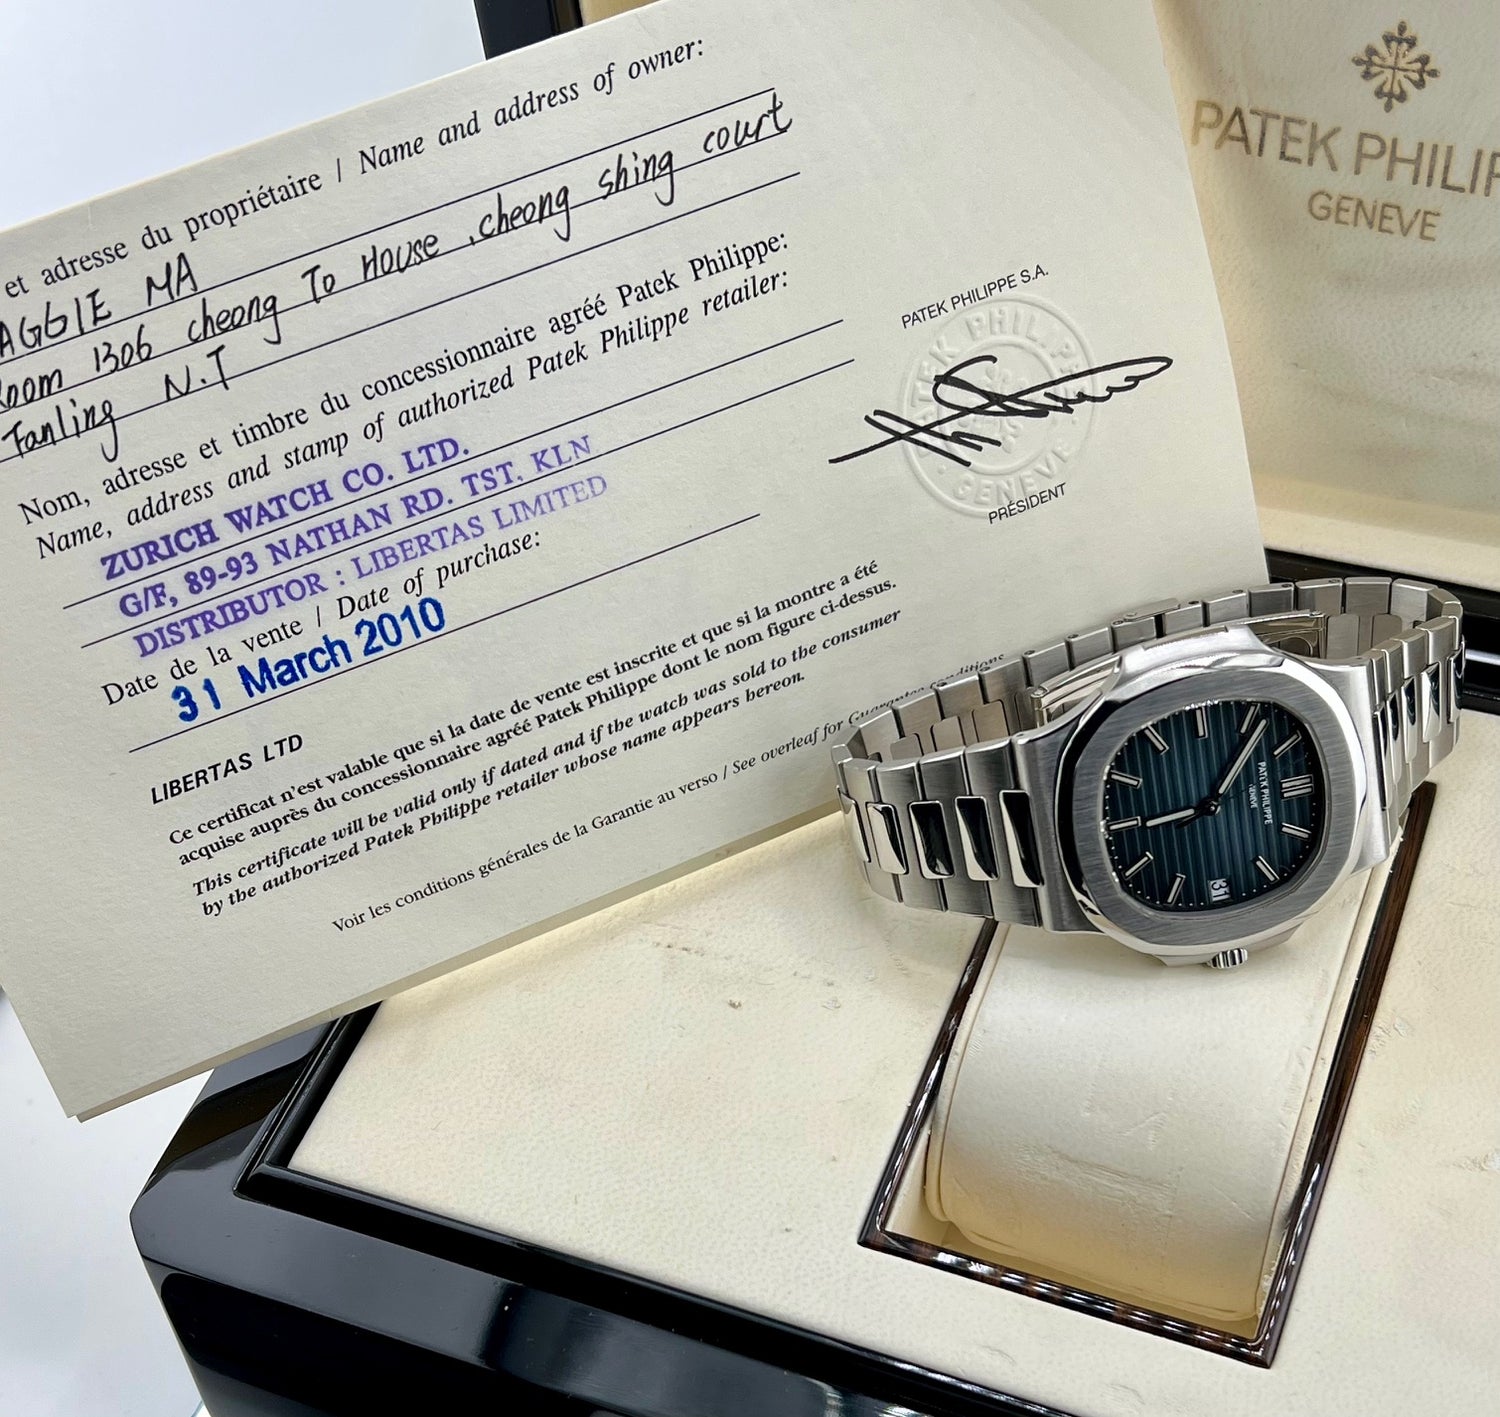 et adresse du propriétaire / Name and address of owner:
AGGIE MA
Room 1306 cheong To House, cheong shing court
Fanling N.T
Nom, adresse et timbre du concessionnaire agréé Patek Philippe:
Name, address and stamp of authorized Patek Philippe retailer:
ZURICH WATCH CO. LTD.
G/F, 89-93 NATHAN RD. TST, KLN
DISTRIBUTOR : LIBERTAS LIMITED
Date de la vente / Date of purchase:
31 March 2010
LIBERTAS LTD
Ce certificat n'est valable que si la date de vente est inscrite et que si la montre a été
acquise auprès du concessionnaire agréé Patek Philippe dont le nom figure ci-dessus.
This certificate will be valid only if dated and if the watch was sold to the consumer
by the authorized Patek Philippe retailer whose name appears hereon.
Voir les conditions générales de la Garantie au verso / See overleaf for Guarantee conditions
PATEK PHILIPPE S.A.
PATEK PHILIPPE
GENEVE
PRÉSIDENT
PATEK PHILIPP
GENEVE
PATEK PHILIPPE
GENEVE
31